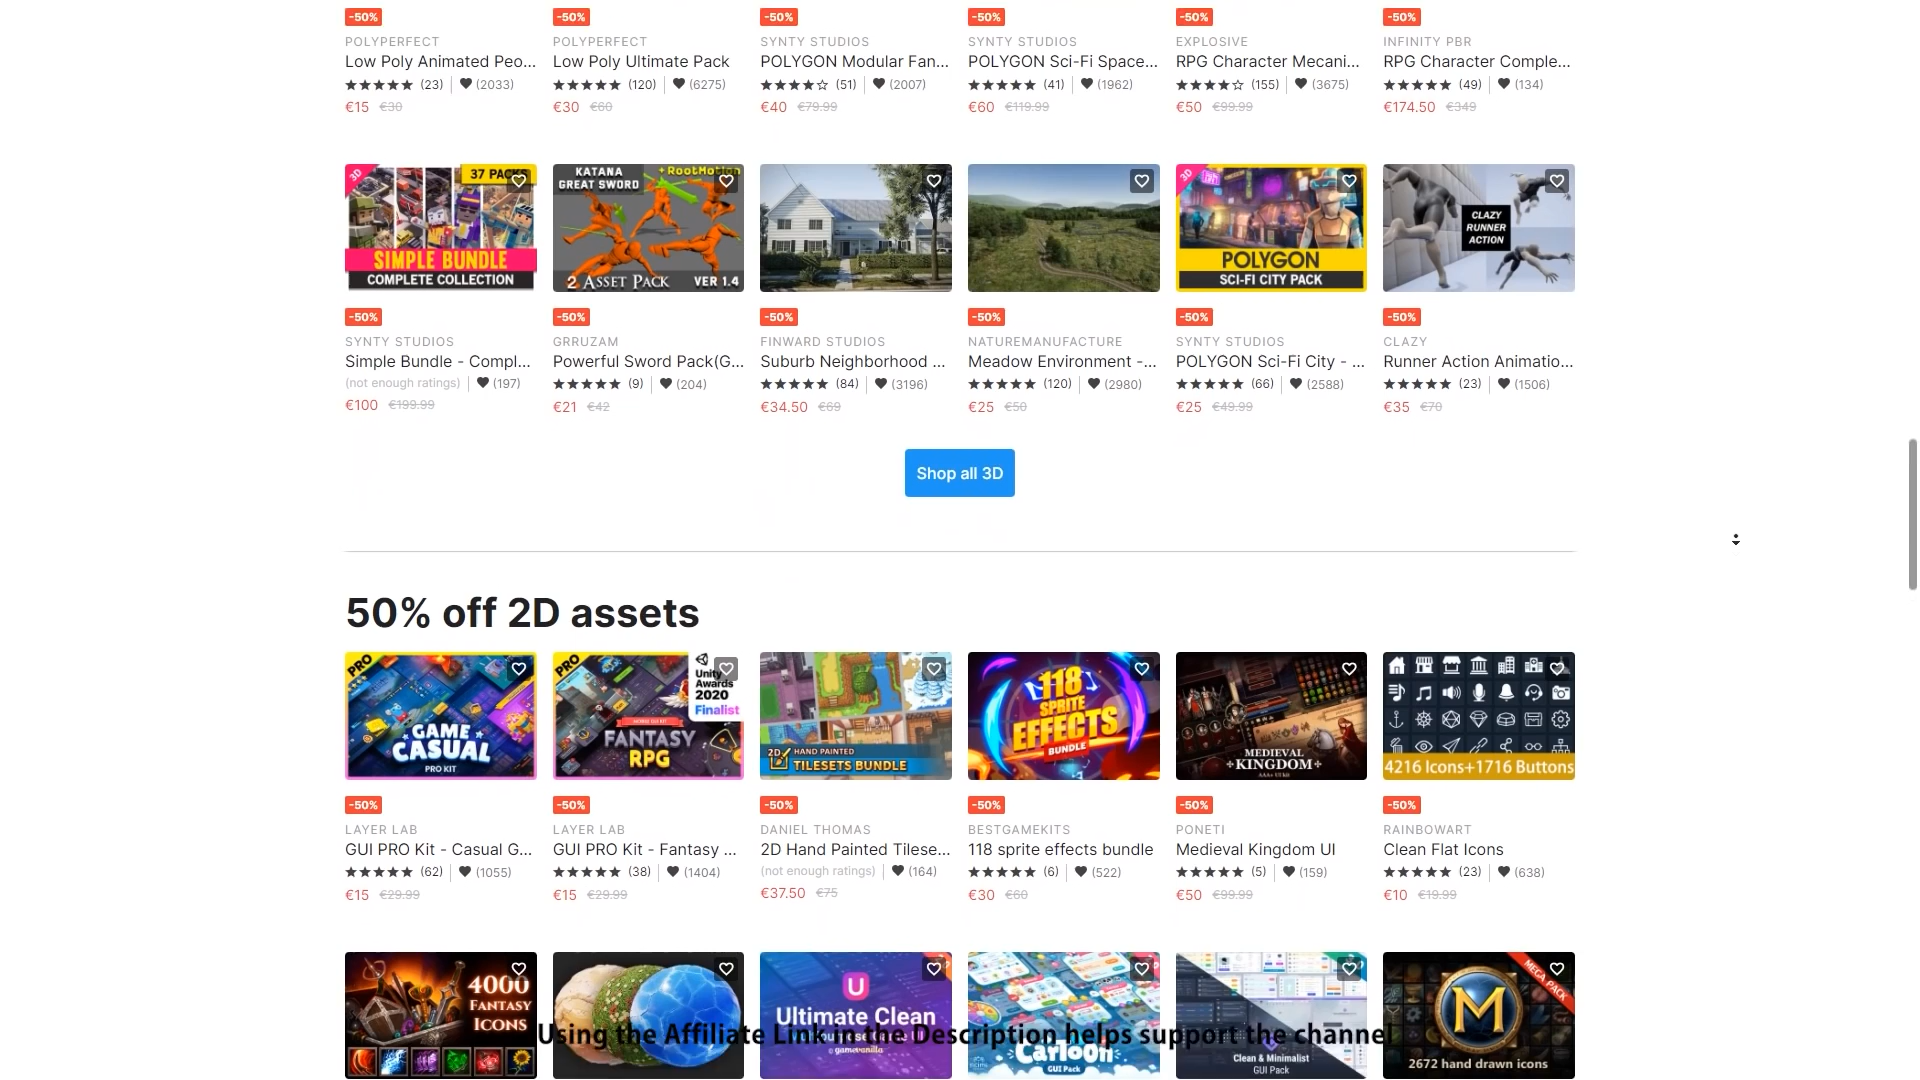 -50% -50% -50% -50% -50% -50%
POLYPERFECT POLYPERFECT SYNTY STUDIOS SYNTY STUDIOS EXPLOSIVE INFINITY PBR
Low Poly Animated Peo... Low Poly Ultimate Pack POLYGON Modular Fan... POLYGON Sci-Fi Space... RPG Character Mecani... RPG Character Comple...
★★★★★ (23) | ♥ (2033) ★★★★★ (120) | ♥ (6275) ★★★★☆ (51) | ♥ (2007) ★★★★★ (41) | ♥ (1962) ★★★★☆ (155) | ♥ (3675) ★★★★★ (49) | ♥ (134)
€15 €30 €30 €60 €40 €79.99 €60 €119.99 €50 €99.99 €174.50 €349
3D 37 PACKS
SIMPLE BUNDLE
COMPLETE COLLECTION
KATANA + RootMotion
GREAT SWORD
2 ASSET PACK VER 1.4
3D
POLYGON
SCI-FI CITY PACK
CLAZY
RUNNER
ACTION
-50% -50% -50% -50% -50% -50%
SYNTY STUDIOS GRRUZAM FINWARD STUDIOS NATUREMANUFACTURE SYNTY STUDIOS CLAZY
Simple Bundle - Compl... Powerful Sword Pack(G... Suburb Neighborhood ... Meadow Environment -... POLYGON Sci-Fi City - ... Runner Action Animatio...
(not enough ratings) | ♥ (197) ★★★★★ (9) | ♥ (204) ★★★★★ (84) | ♥ (3196) ★★★★★ (120) | ♥ (2980) ★★★★★ (66) | ♥ (2588) ★★★★★ (23) | ♥ (1506)
€100 €199.99 €21 €42 €34.50 €69 €25 €50 €25 €49.99 €35 €70
Shop all 3D
50% off 2D assets
PRO
GAME
CASUAL
PRO KIT
PRO
Unity
Awards
2020
Finalist
FANTASY
RPG
2D HAND PAINTED
TILESETS BUNDLE
118
SPRITE
EFFECTS
BUNDLE
MEDIEVAL
KINGDOM
4216 Icons+1716 Buttons
-50% -50% -50% -50% -50% -50%
LAYER LAB LAYER LAB DANIEL THOMAS BESTGAMEKITS PONETI RAINBOWART
GUI PRO Kit - Casual G... GUI PRO Kit - Fantasy ... 2D Hand Painted Tilese... 118 sprite effects bundle Medieval Kingdom UI Clean Flat Icons
★★★★★ (62) | ♥ (1055) ★★★★★ (38) | ♥ (1404) (not enough ratings) | ♥ (164) ★★★★★ (6) | ♥ (522) ★★★★★ (5) | ♥ (159) ★★★★★ (23) | ♥ (638)
€15 €29.99 €15 €29.99 €37.50 €75 €30 €60 €50 €99.99 €10 €19.99
4000
FANTASY
ICONS
U
Ultimate Clean
gamevanilla
Cartoon
GUI Pack
Clean & Minimalist
GUI Pack
MEGA PACK
M
2672 hand drawn icons
Using the Affiliate Link in the Description helps support the channel